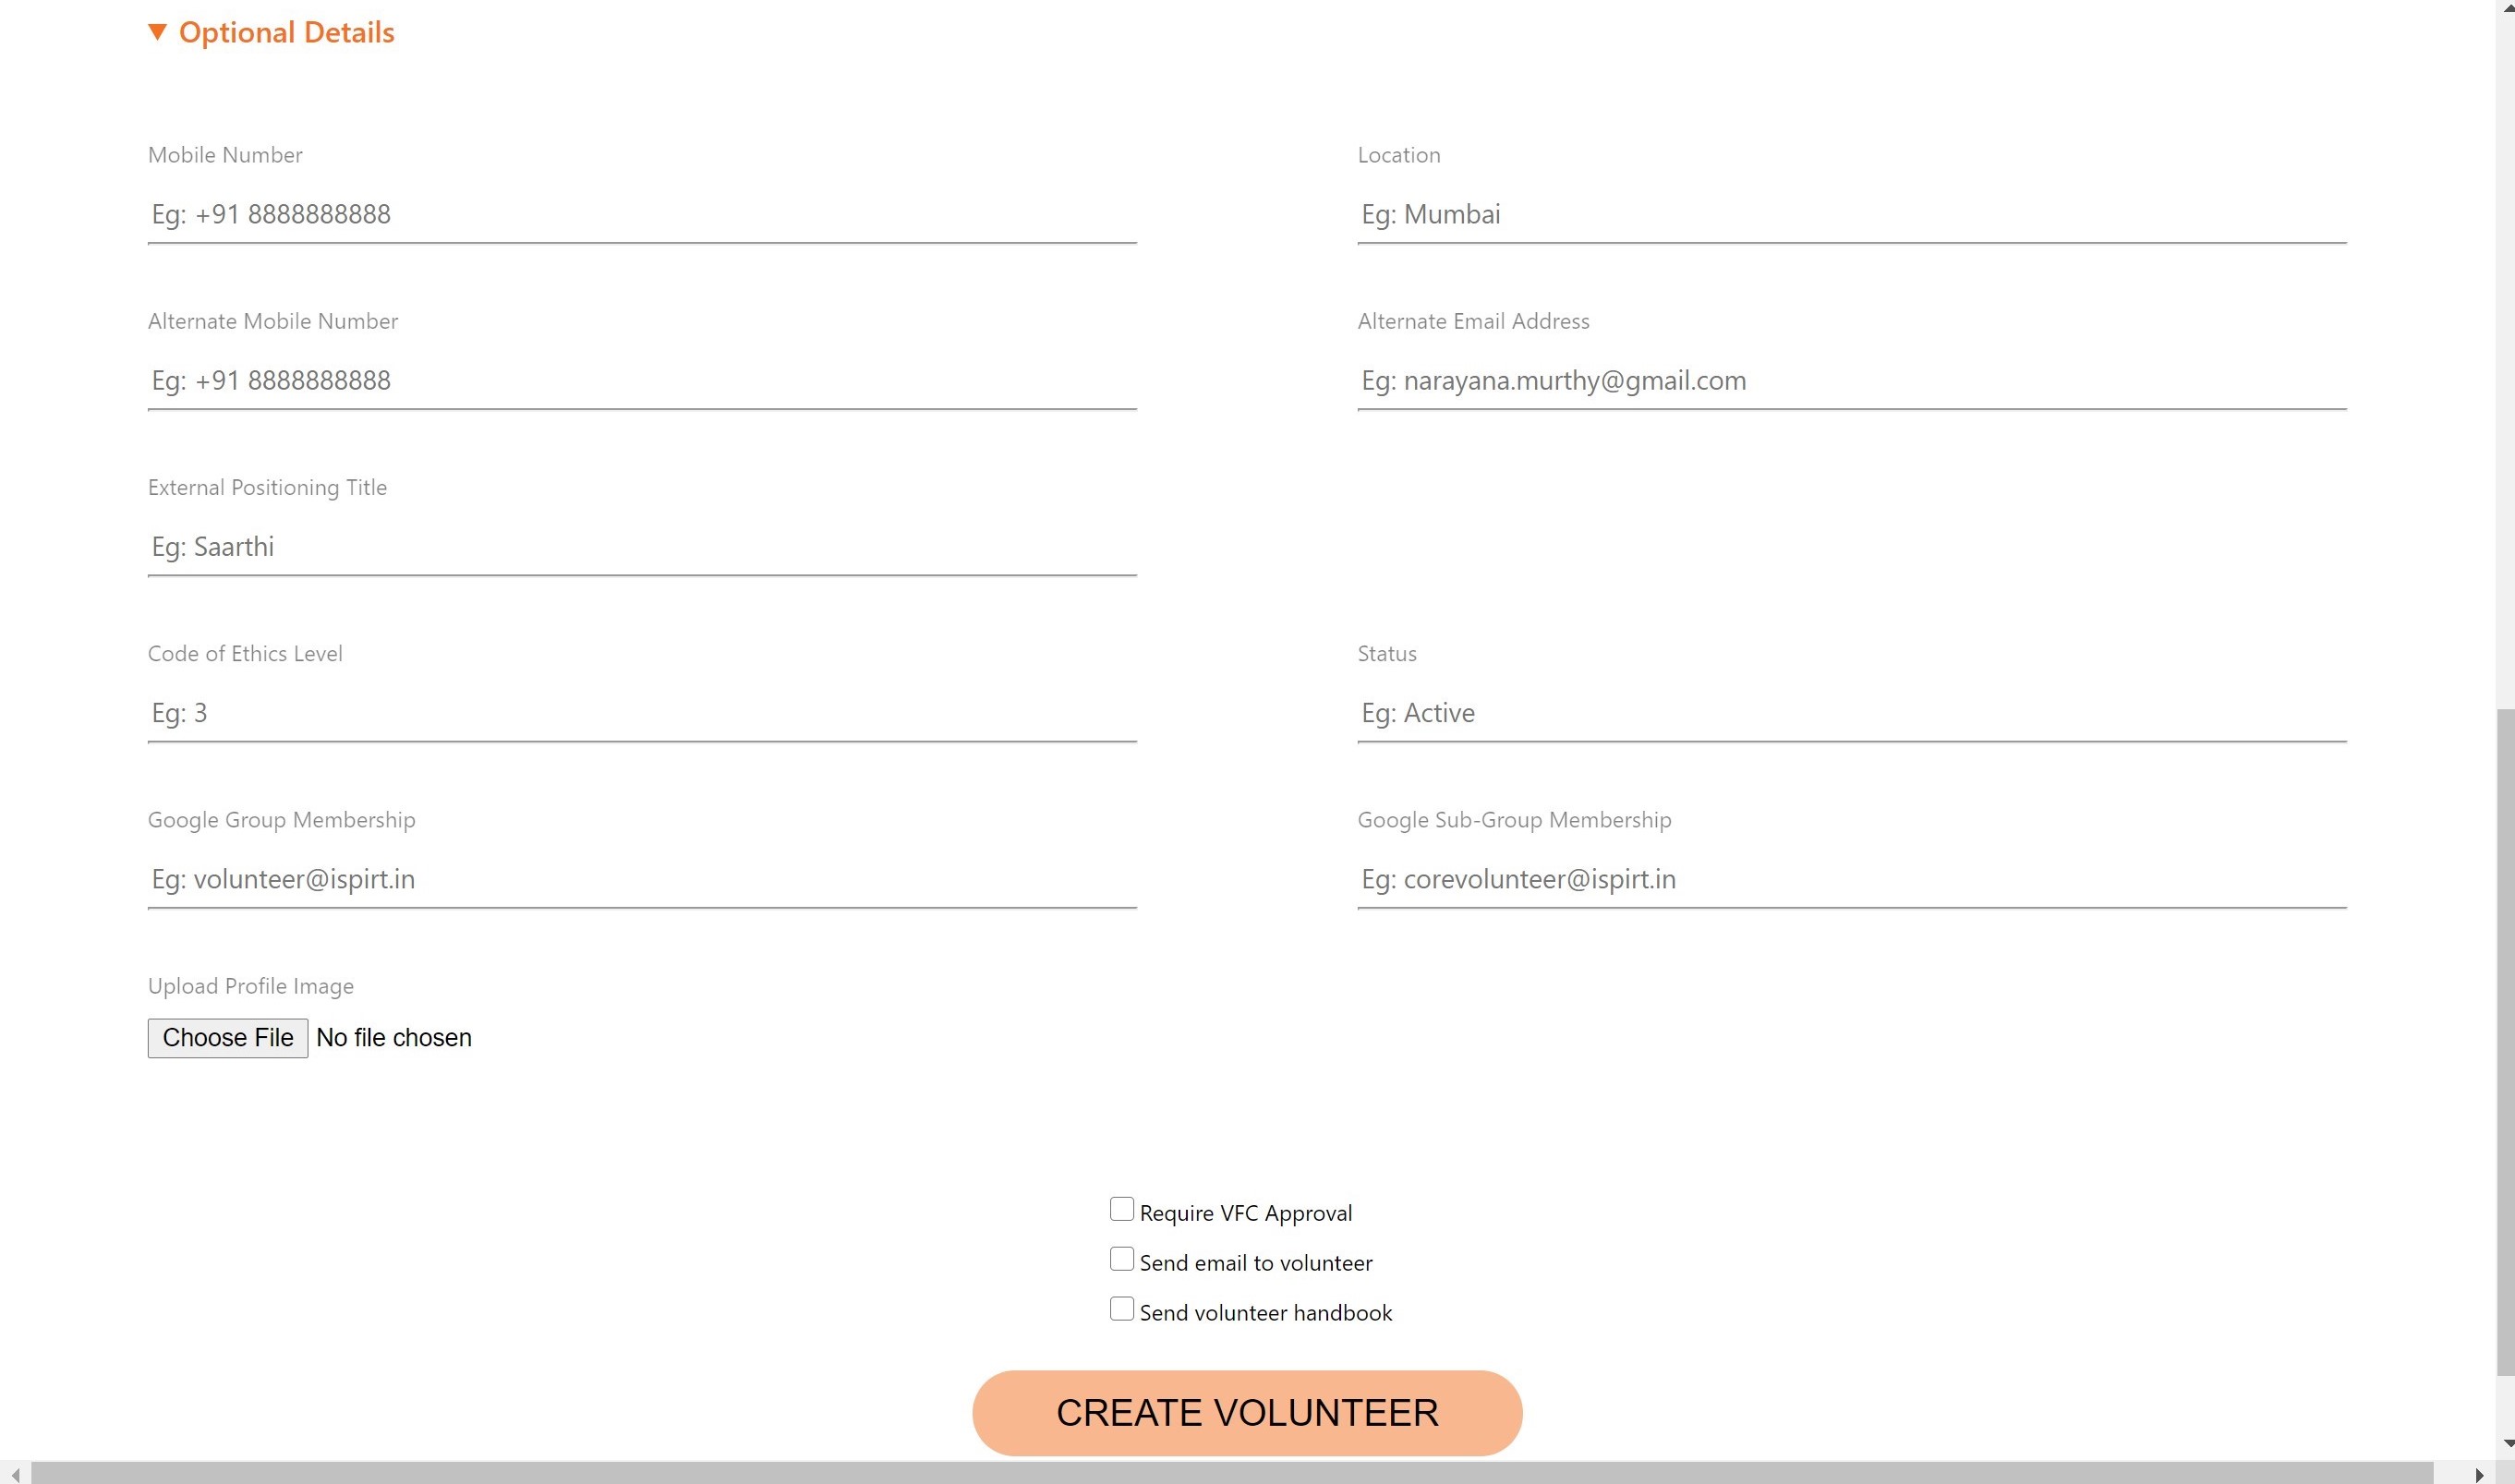 Optional Details
Mobile Number
Location
Eg: +91 8888888888
Eg: Mumbai
Alternate Mobile Number
Alternate Email Address
Eg: +91 8888888888
Eg: narayana.murthy@gmail.com
External Positioning Title
Eg: Saarthi
Code of Ethics Level
Status
Eg: 3
Eg: Active
Google Group Membership
Google Sub-Group Membership
Eg: volunteer@ispirt.in
Eg: corevolunteer@ispirt.in
Upload Profile Image
Choose File No file chosen
Require VFC Approval
Send email to volunteer
Send volunteer handbook
CREATE VOLUNTEER